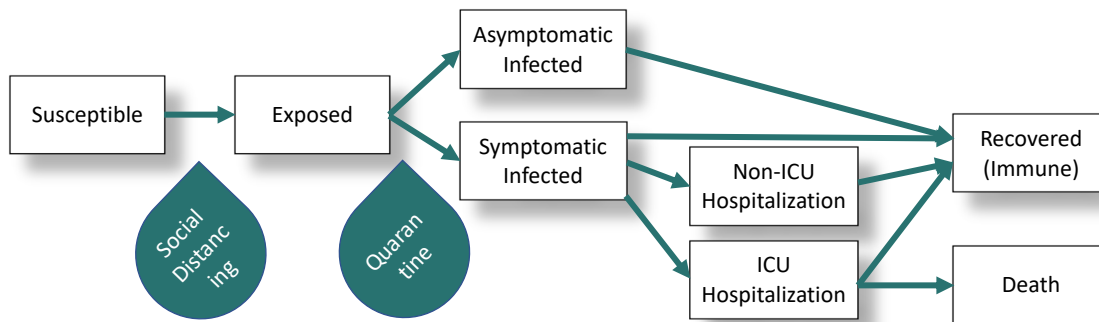 Susceptible
Exposed
Asymptomatic
Infected
Symptomatic
Infected
Non-ICU
Hospitalization
ICU
Hospitalization
Recovered
(Immune)
Death
Social
Distanc
ing
Quaran
tine